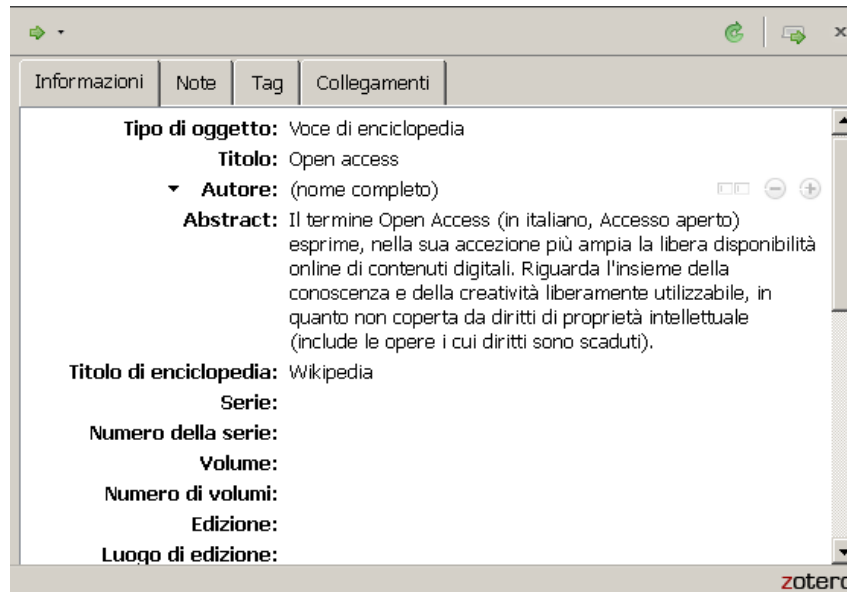 Informazioni Note Tag Collegamenti
Tipo di oggetto: Voce di enciclopedia
Titolo: Open access
Autore: (nome completo)
Abstract: Il termine Open Access (in italiano, Accesso aperto)
esprime, nella sua accezione più ampia la libera disponibilità
online di contenuti digitali. Riguarda l'insieme della
conoscenza e della creatività liberamente utilizzabile, in
quanto non coperta da diritti di proprietà intellettuale
(include le opere i cui diritti sono scaduti).
Titolo di enciclopedia: Wikipedia
Serie:
Numero della serie:
Volume:
Numero di volumi:
Edizione:
Luogo di edizione:
zotero